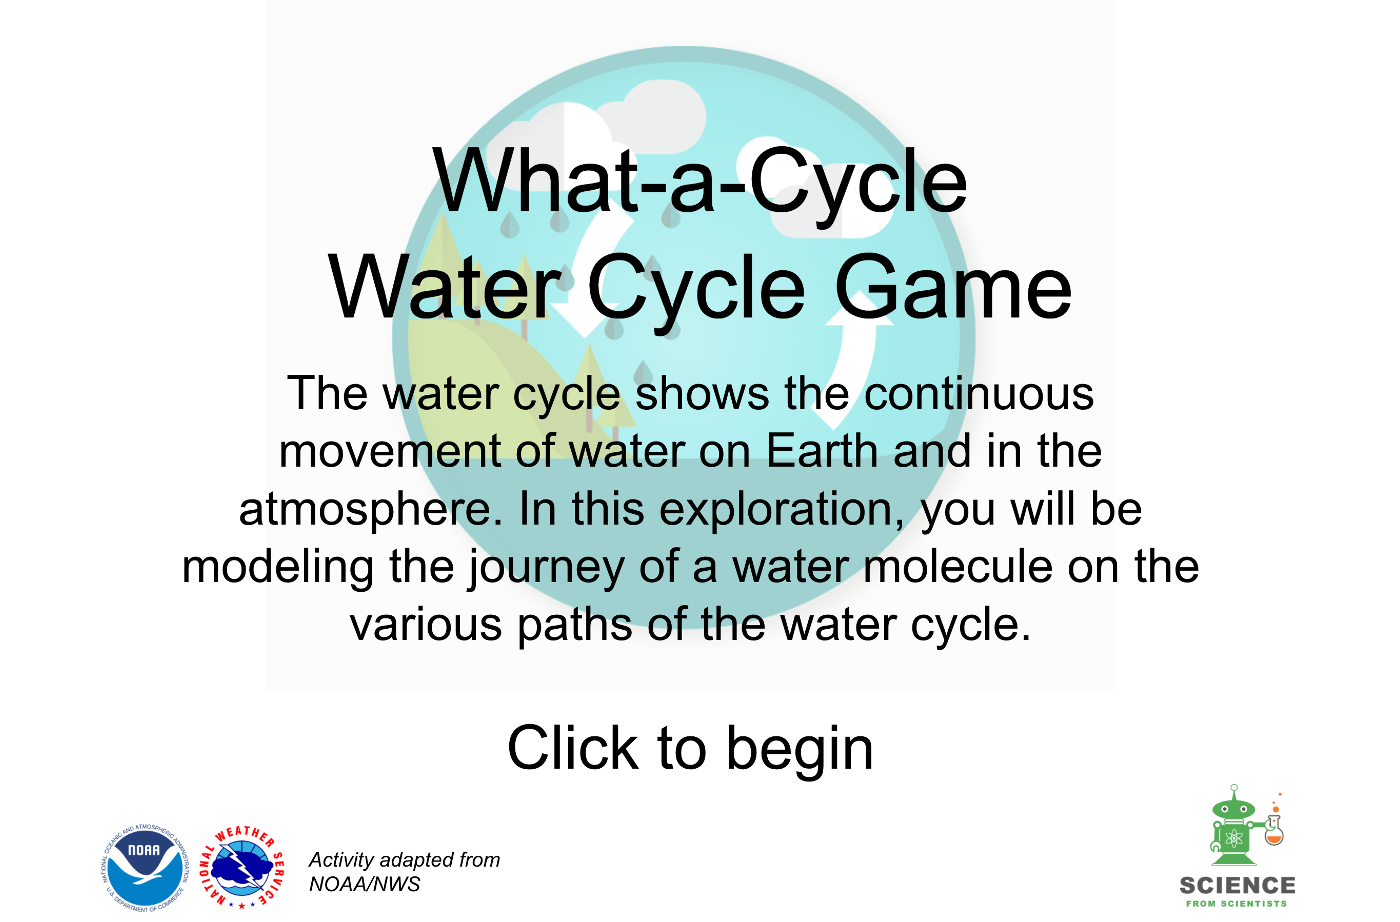 What-a-Cycle
Water Cycle Game
The water cycle shows the continuous
movement of water on Earth and in the
atmosphere. In this exploration, you will be
modeling the journey of a water molecule on the
various paths of the water cycle.
Click to begin
NATIONAL OCEANIC AND ATMOSPHERIC ADMINISTRATION
NOAA
U.S. DEPARTMENT OF COMMERCE
NATIONAL WEATHER SERVICE
Activity adapted from
NOAA/NWS
SCIENCE
FROM SCIENTISTS